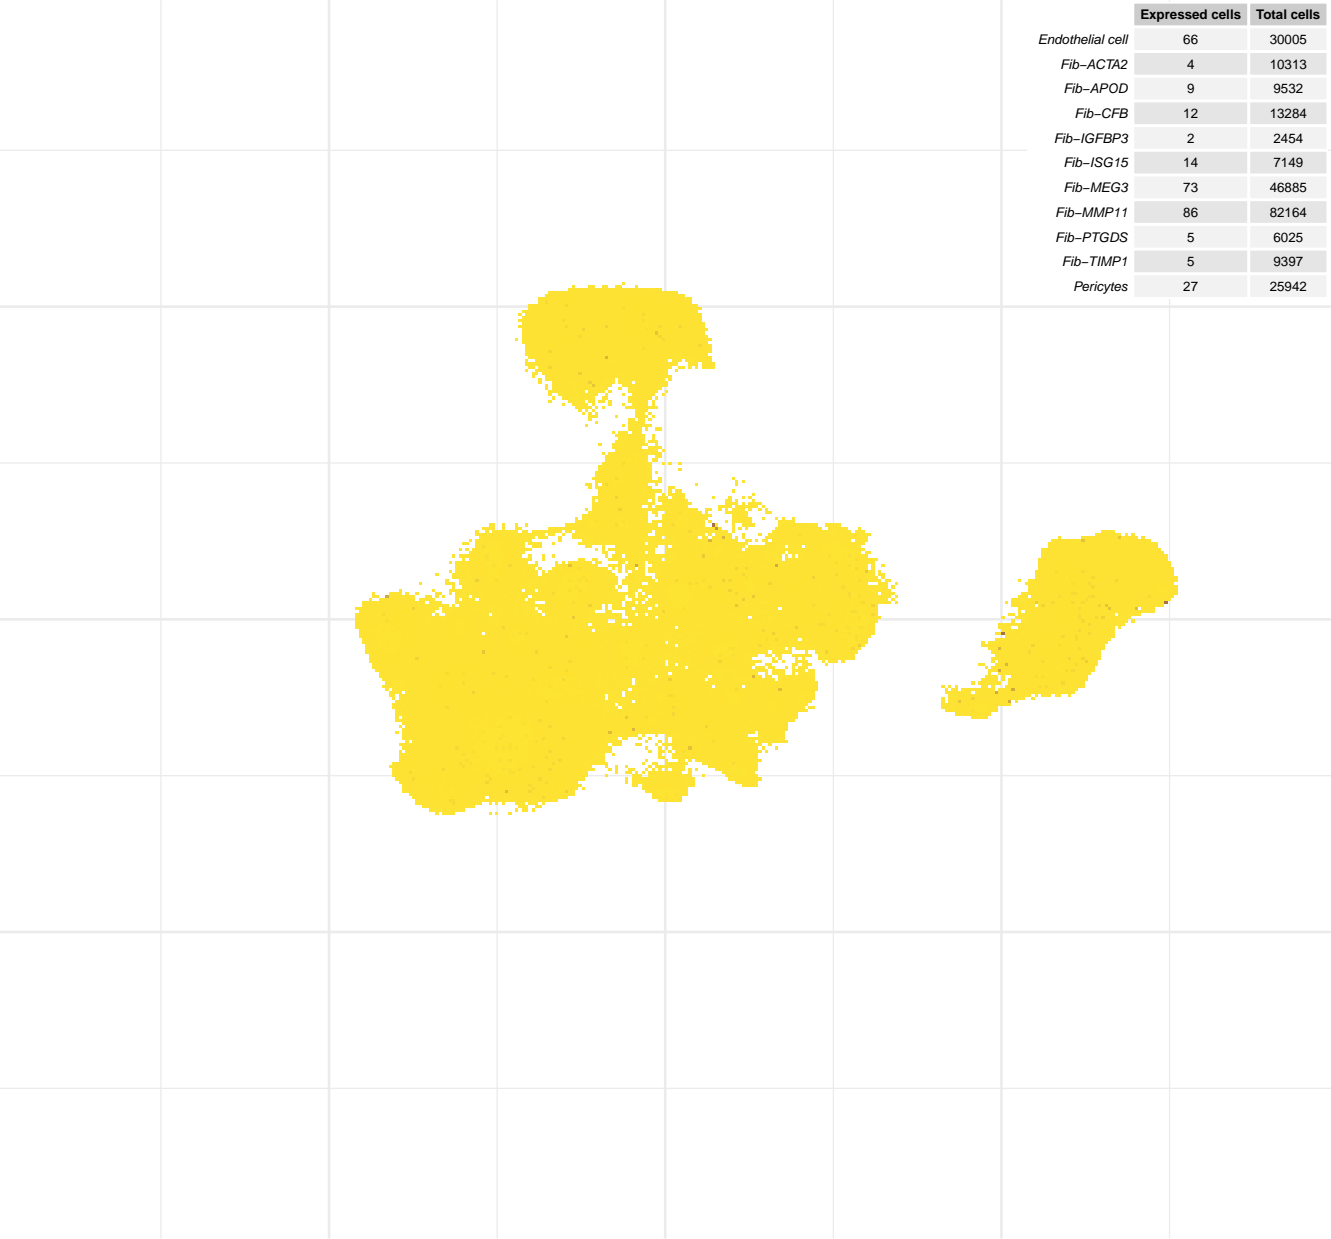 Expressed cells Total cells
Endothelial cell 66 30005
Fib−ACTA2 4 10313
Fib−APOD 9 9532
Fib−CFB 12 13284
Fib−IGFBP3 2 2454
Fib−ISG15 14 7149
Fib−MEG3 73 46885
Fib−MMP11 86 82164
Fib−PTGDS 5 6025
Fib−TIMP1 5 9397
Pericytes 27 25942